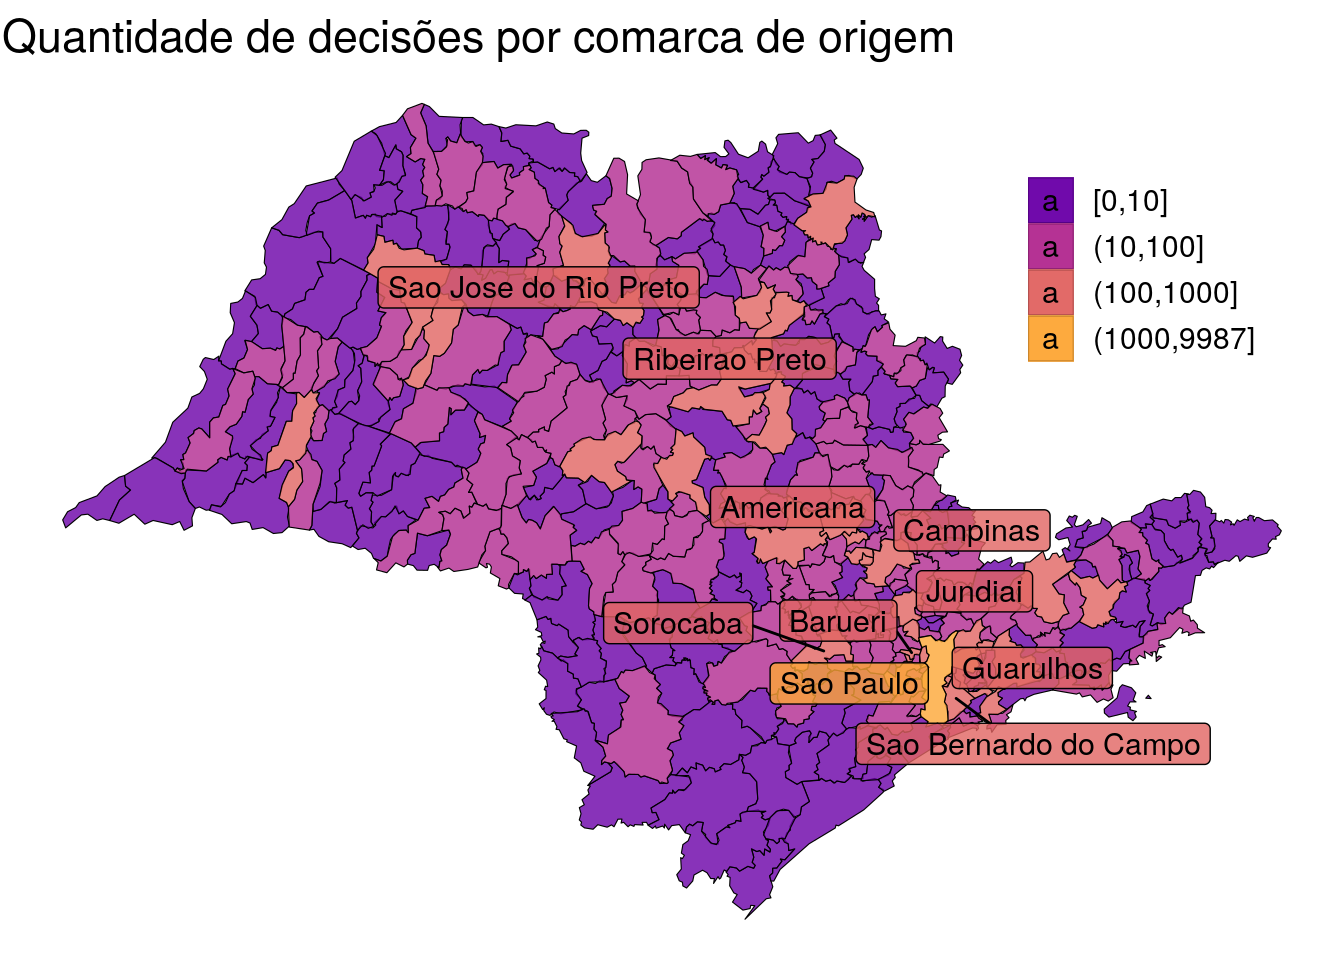 Quantidade de decisões por comarca de origem
a [0,10]
a (10,100]
a (100,1000]
a (1000,9987]
Sao Jose do Rio Preto
Ribeirao Preto
Americana
Campinas
Jundiai
Sorocaba
Barueri
Guarulhos
Sao Paulo
Sao Bernardo do Campo